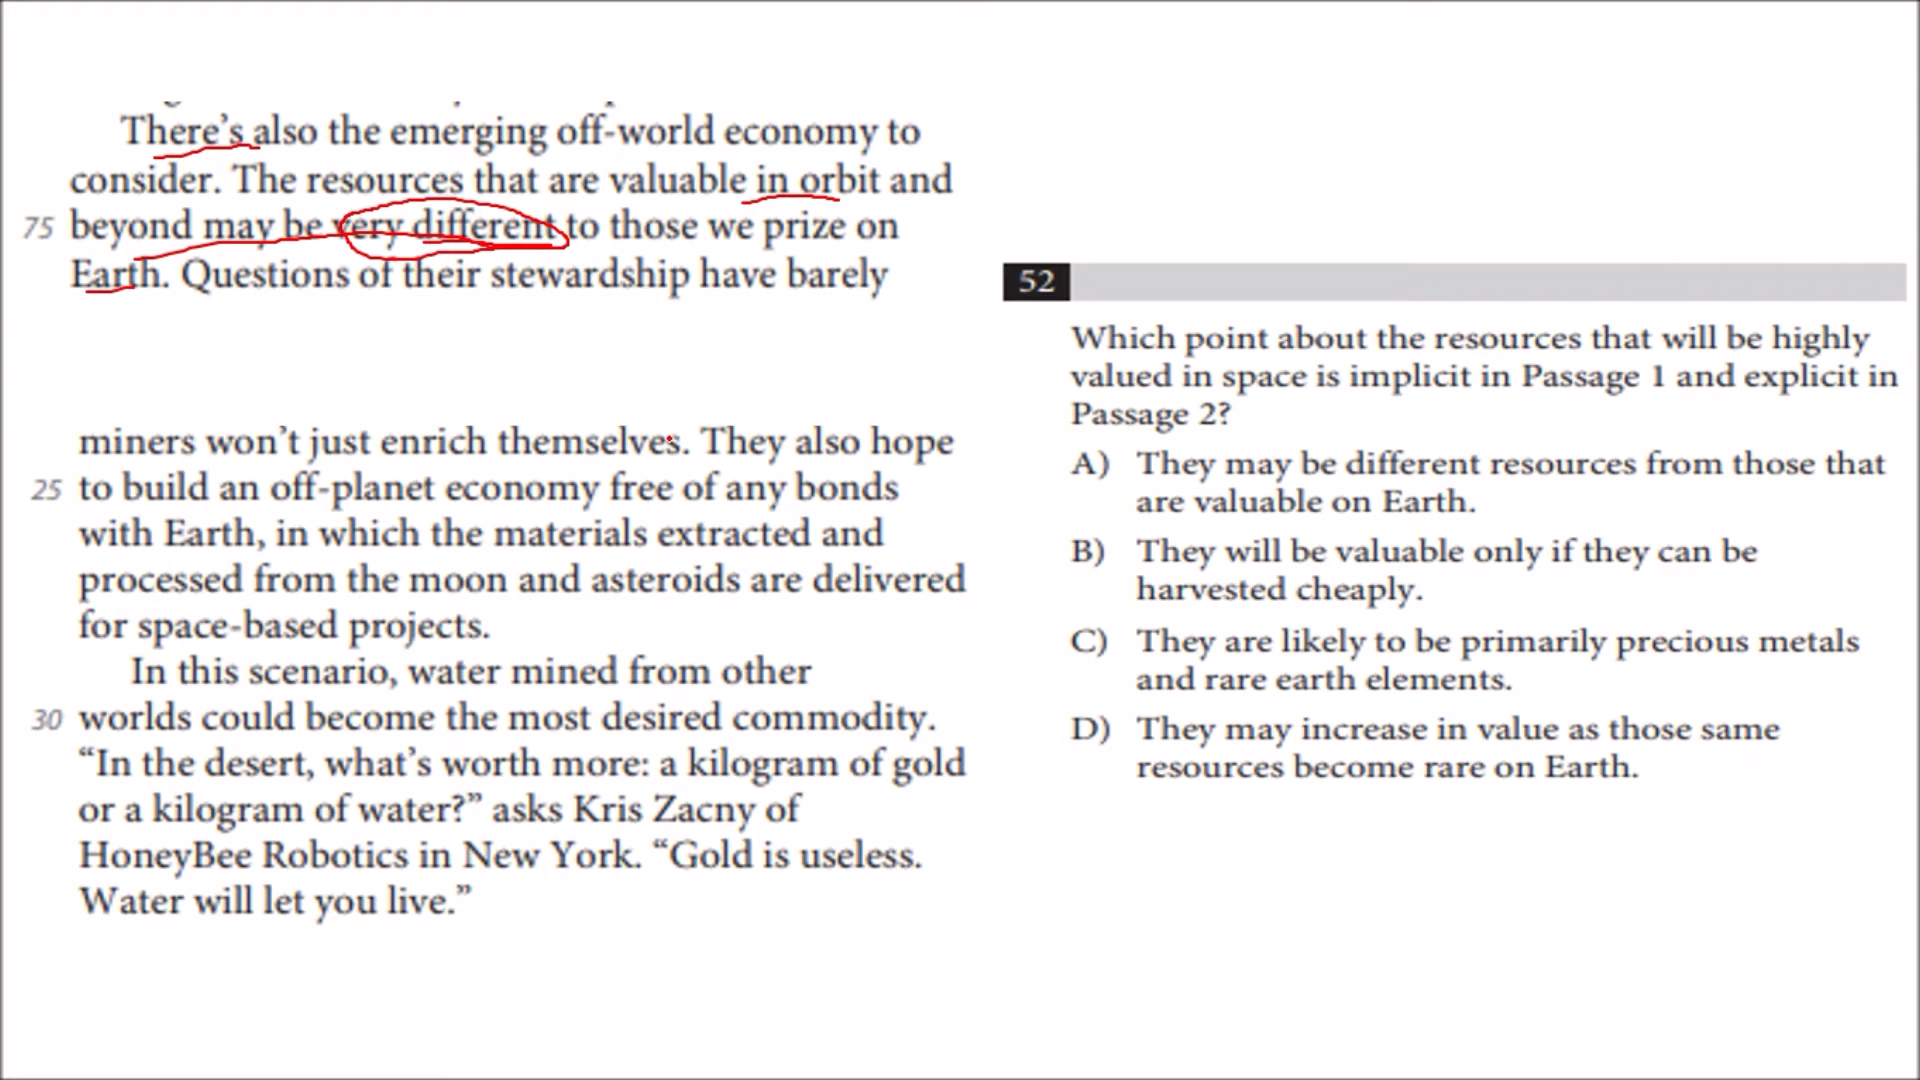 There's also the emerging off-world economy to
consider. The resources that are valuable in orbit and
75 beyond may be very different to those we prize on
Earth. Questions of their stewardship have barely
miners won't just enrich themselves. They also hope
25 to build an off-planet economy free of any bonds
with Earth, in which the materials extracted and
processed from the moon and asteroids are delivered
for space-based projects.
In this scenario, water mined from other
30 worlds could become the most desired commodity.
“In the desert, what's worth more: a kilogram of gold
or a kilogram of water?” asks Kris Zacny of
HoneyBee Robotics in New York. “Gold is useless.
Water will let you live.”
52
Which point about the resources that will be highly
valued in space is implicit in Passage 1 and explicit in
Passage 2?
A) They may be different resources from those that
are valuable on Earth.
B) They will be valuable only if they can be
harvested cheaply.
C) They are likely to be primarily precious metals
and rare earth elements.
D) They may increase in value as those same
resources become rare on Earth.